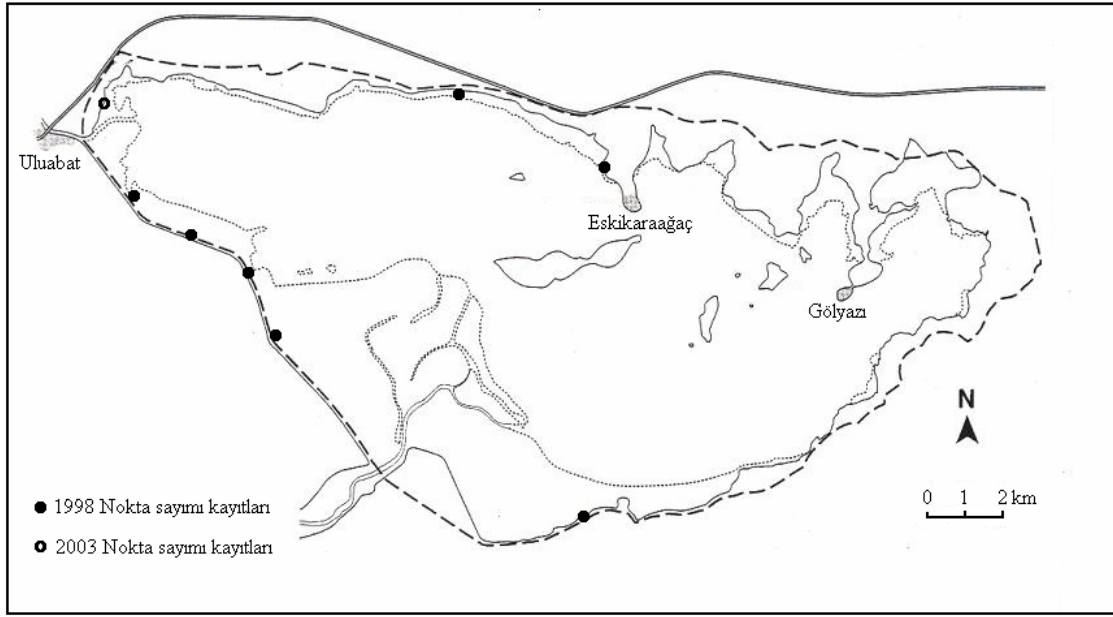 Uluabat
Eskikaraağaç
Gölyazı
N
0 1 2 km
1998 Nokta sayımı kayıtları
2003 Nokta sayımı kayıtları